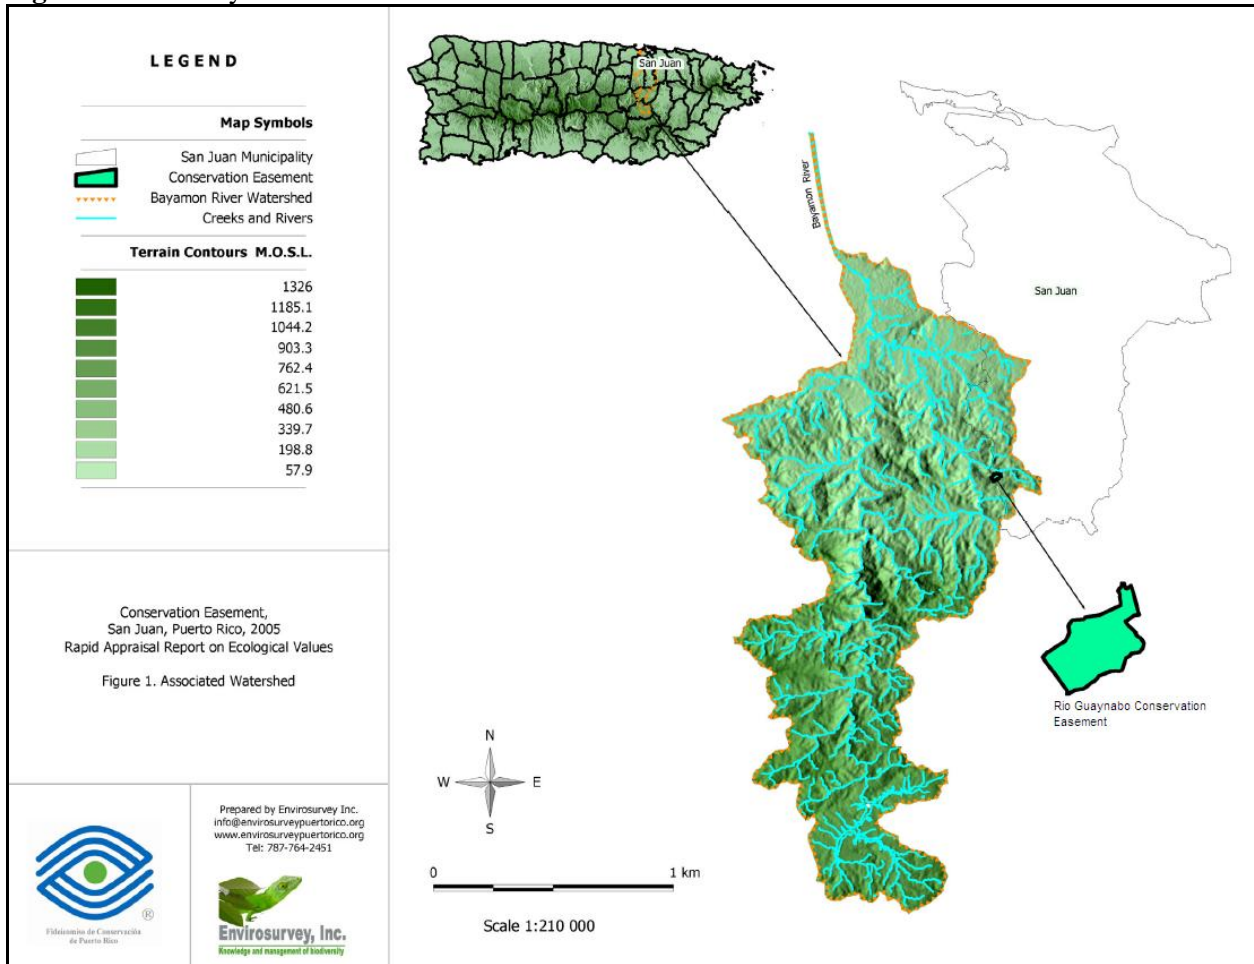 LEGEND
Map Symbols
San Juan Municipality
Conservation Easement
Bayamon River Watershed
Creeks and Rivers
Terrain Contours M.O.S.L.
1326
1185.1
1044.2
903.3
762.4
621.5
480.6
339.7
198.8
57.9
Conservation Easement,
San Juan, Puerto Rico, 2005
Rapid Appraisal Report on Ecological Values
Figure 1. Associated Watershed
Fideicomiso de Conservación
de Puerto Rico
®
Prepared by Envirosurvey Inc.
info@envirosurveypuertorico.org
www.envirosurveypuertorico.org
Tel: 787-764-2451
Envirosurvey, Inc.
Knowledge and management of biodiversity
San Juan
Bayamon River
San Juan
Rio Guaynabo Conservation
Easement
N
W E
S
0 1 km
Scale 1:210 000